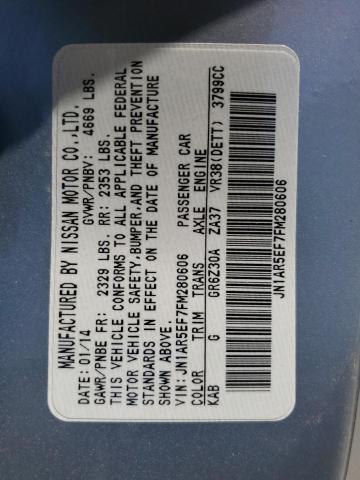 MANUFACTURED BY NISSAN MOTOR CO.,LTD.
DATE: 01/14 GVWR/PNBV: 4669 LBS.
GAWR/PNBE FR: 2329 LBS. RR: 2353 LBS.
THIS VEHICLE CONFORMS TO ALL APPLICABLE FEDERAL
MOTOR VEHICLE SAFETY,BUMPER,AND THEFT PREVENTION
STANDARDS IN EFFECT ON THE DATE OF MANUFACTURE
SHOWN ABOVE.
VIN: JN1AR5EF7FM280606 PASSENGER CAR
COLOR TRIM TRANS AXLE ENGINE
KAB G GR6Z30A ZA37 VR38(DETT) 3799CC
JN1AR5EF7FM280606